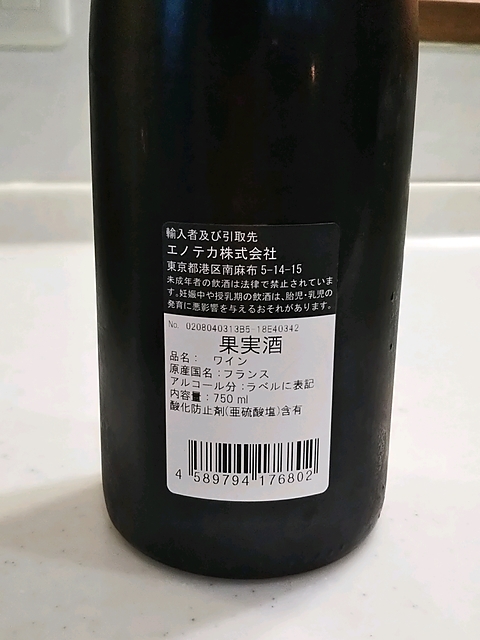 輸入者及び引取先
エノテカ株式会社
東京都港区南麻布 5-14-15
未成年者の飲酒は法律で禁止されていま
す。妊娠中や授乳期の飲酒は、胎児・乳児の
発育に悪影響を与えるおそれがあります。
No. 0208040313B5-18E40342
果実酒
品名： ワイン
原産国名：フランス
アルコール分：ラベルに表記
内容量：750 ml
酸化防止剤(亜硫酸塩)含有
4 589794 176802